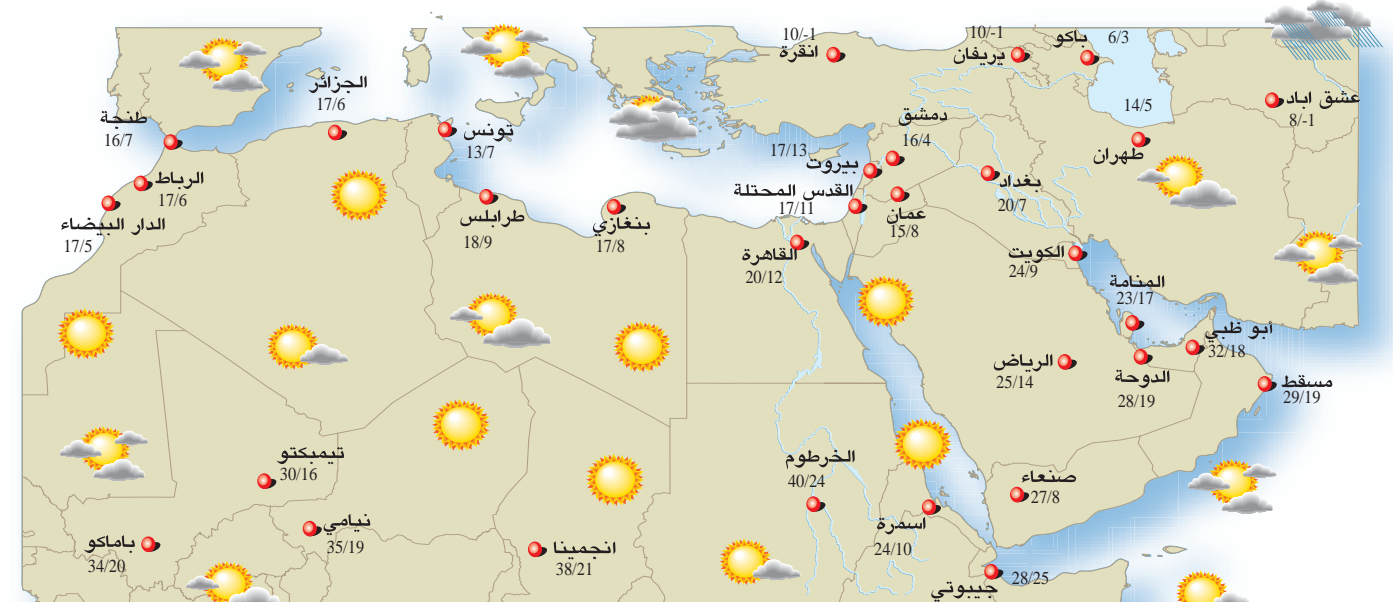 10/-1
انقرة
10/-1
يريفان
باكو
6/3
عشق اباد
8/-1
14/5
طهران
الجزائر
17/6
طنجة
16/7
تونس
13/7
دمشق
16/4
17/13
بيروت
القدس المحتلة
17/11
عمان
15/8
بغداد
20/7
الرباط
17/6
الدار البيضاء
17/5
طرابلس
18/9
بنغازي
17/8
القاهرة
20/12
الكويت
24/9
المنامة
23/17
أبو ظبي
32/18
الرياض
25/14
الدوحة
28/19
مسقط
29/19
تيمبكتو
30/16
الخرطوم
40/24
صنعاء
27/8
اسمرة
24/10
نيامي
35/19
باماكو
34/20
انجمينا
38/21
28/25
جيبوتي